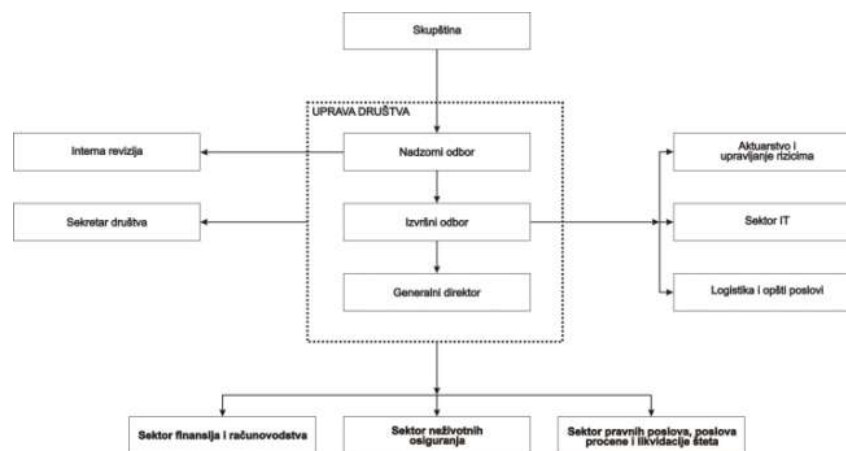 Skupština
UPRAVA DRUŠTVA
Interna revizija
Nadzorni odbor
Aktuarstvo i
upravljanje rizicima
Sekretar društva
Izvršni odbor
Sektor IT
Generalni direktor
Logistika i opšti poslovi
Sektor finansija i računovodstva
Sektor neživotnih
osiguranja
Sektor pravnih poslova, poslova
procene i likvidacije šteta